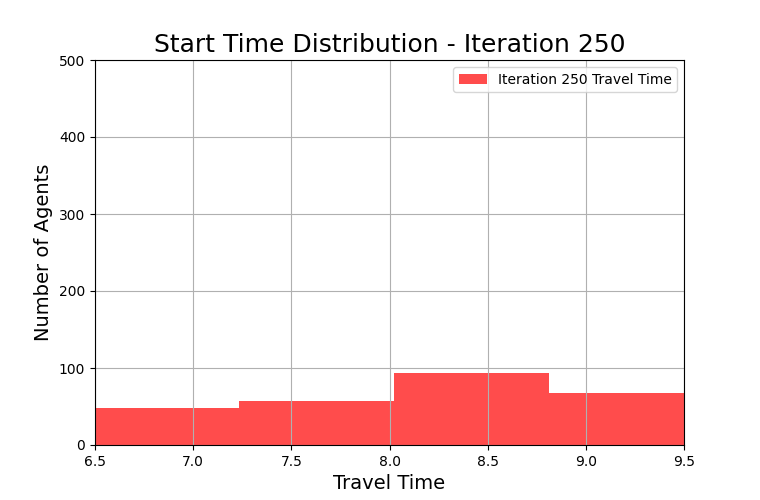 Start Time Distribution - Iteration 250
500
Iteration 250 Travel Time
400
300
200
100
0
Number of Agents
6.5 7.0 7.5 8.0 8.5 9.0 9.5
Travel Time